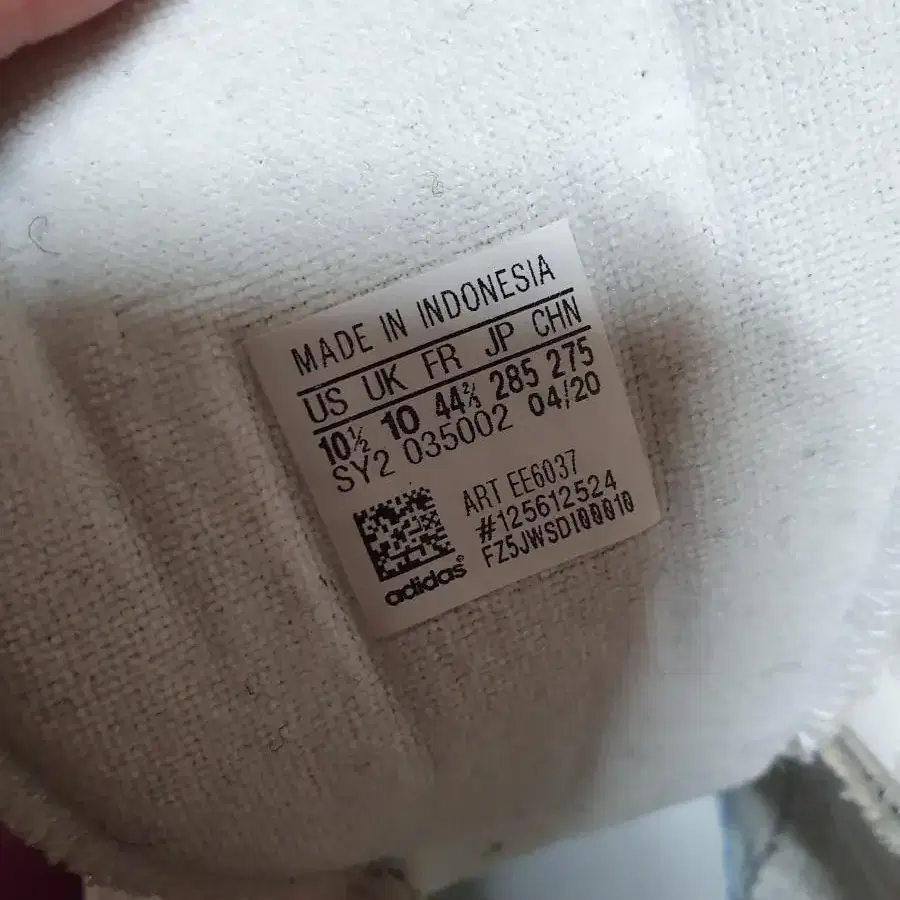 MADE IN INDONESIA
US UK FR JP CHN
10½ 10 44⅔ 285 275
SY2 035002 04/20
ART EE6037
#125612524
FZ5JWSDI00010
adidas®